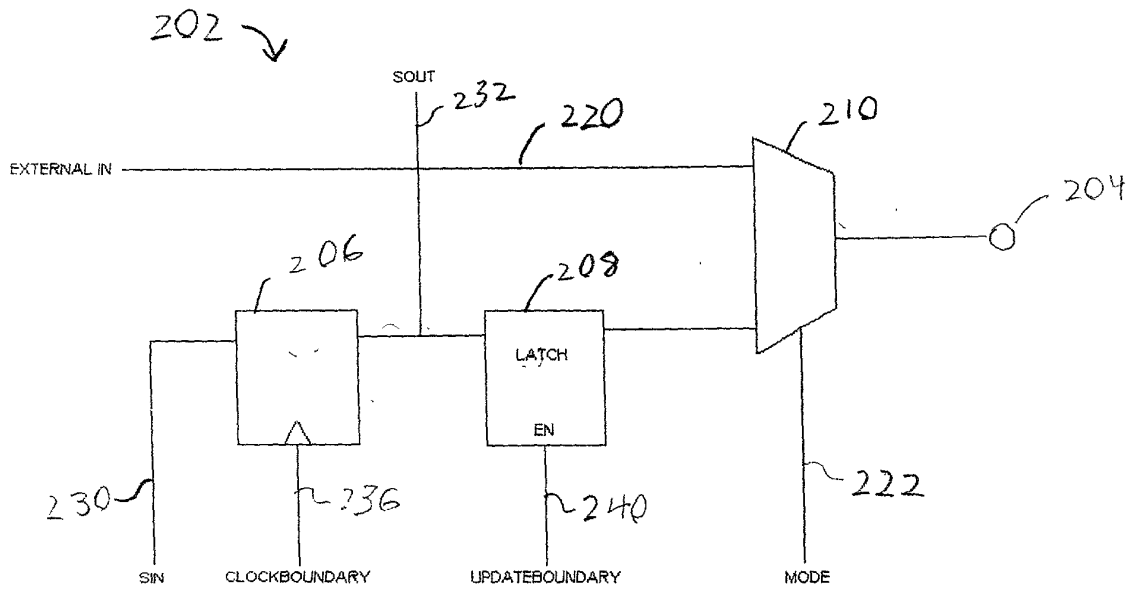 202
SOUT
232
220
210
EXTERNAL IN
204
206
208
LATCH
EN
230
236
240
222
SIN
CLOCKBOUNDARY
UPDATEBOUNDARY
MODE